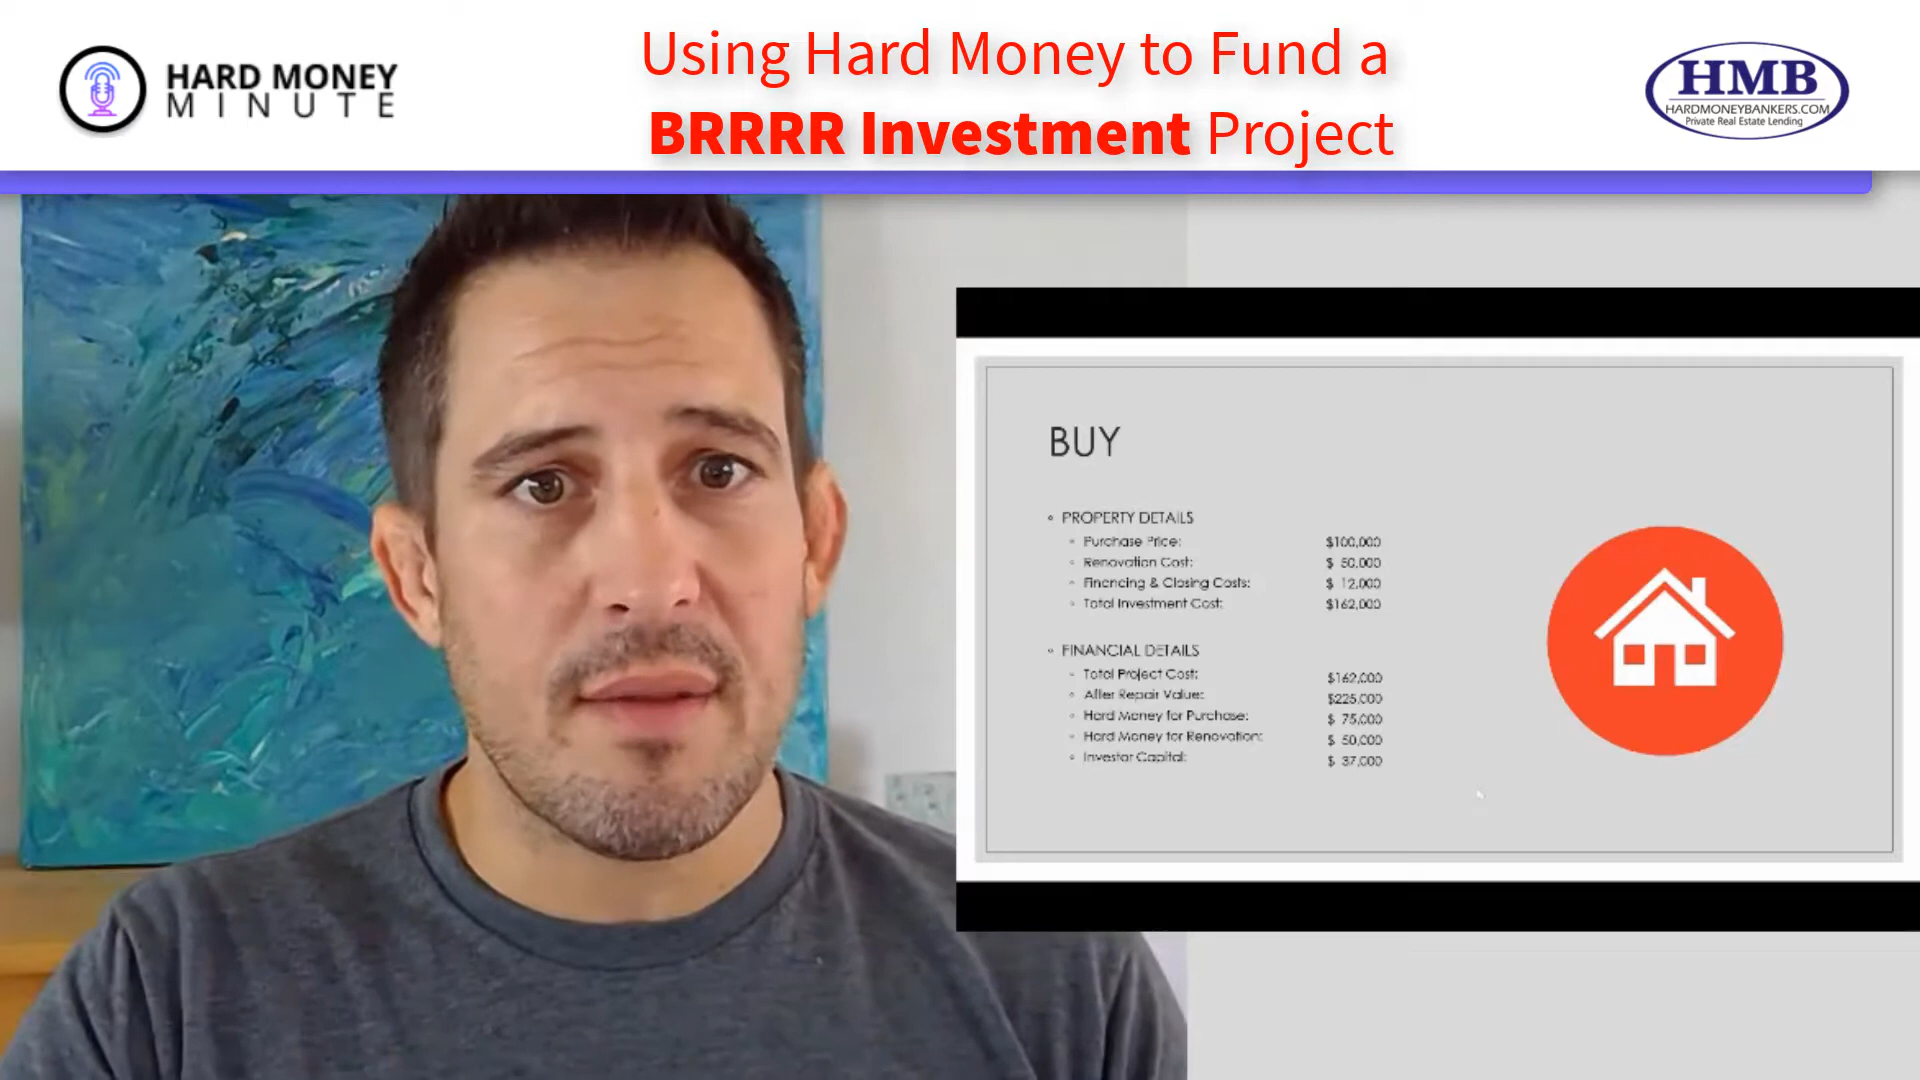 HARD MONEY
MINUTE
Using Hard Money to Fund a
BRRRR Investment Project
HMB
HARDMONEYBANKERS.COM
Private Real Estate Lending
BUY
PROPERTY DETAILS
Purchase Price: $100,000
Renovation Cost: $ 50,000
Financing & Closing Costs: $ 12,000
Total Investment Cost: $162,000
FINANCIAL DETAILS
Total Project Cost: $162,000
After Repair Value: $225,000
Hard Money for Purchase: $ 75,000
Hard Money for Renovation: $ 50,000
Investor Capital: $ 37,000